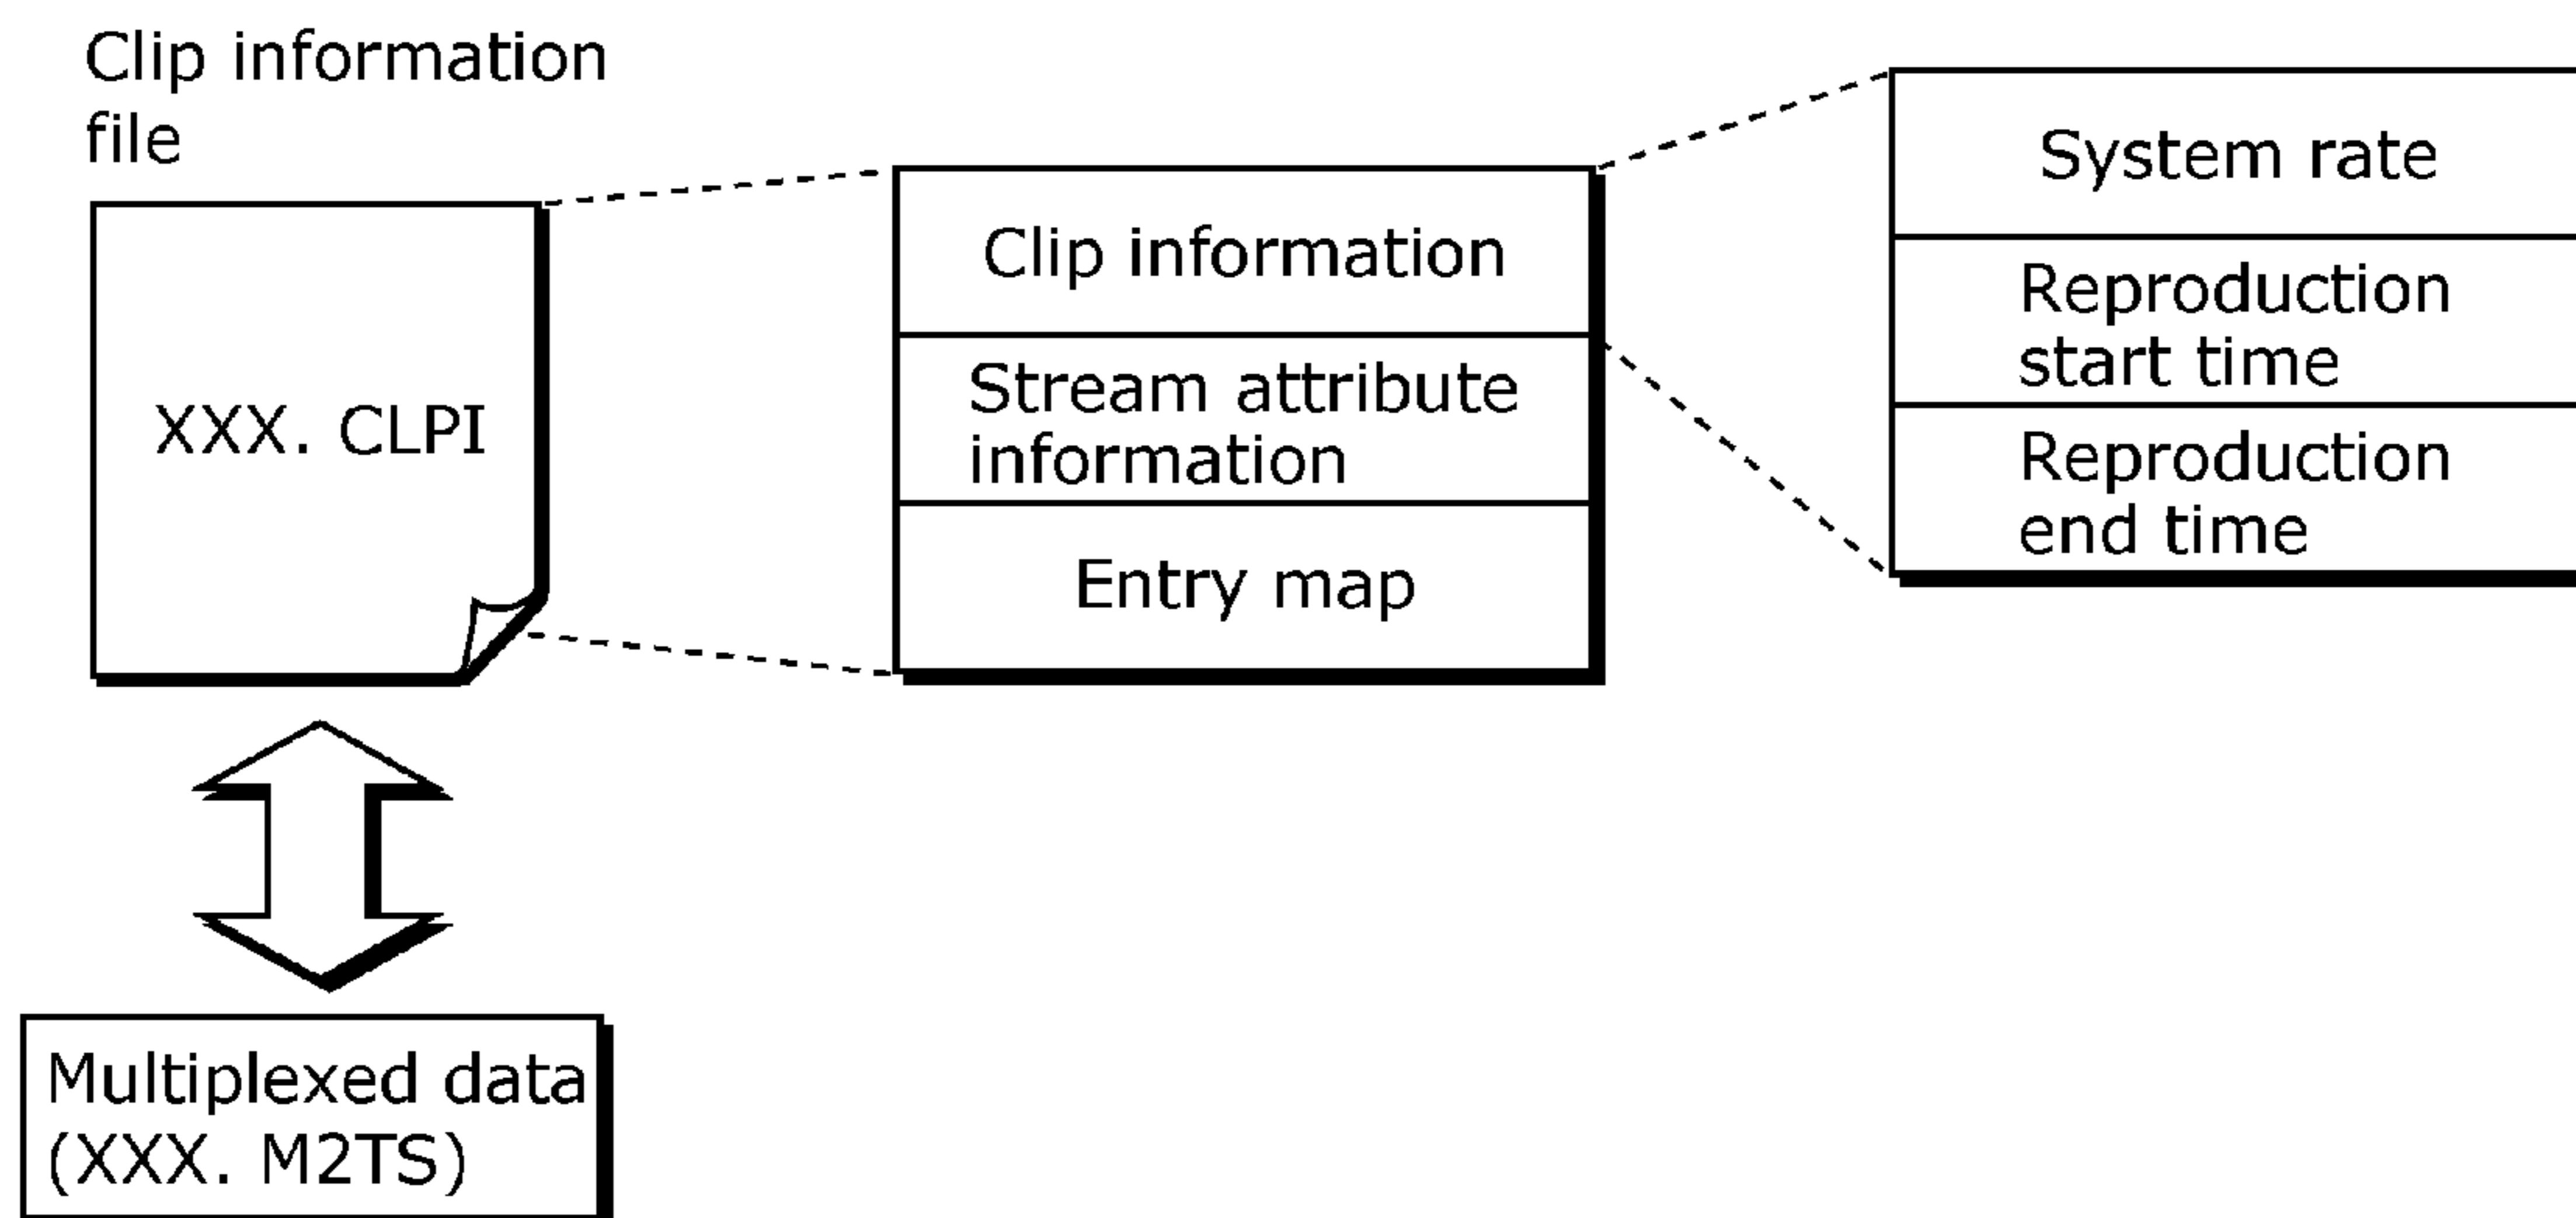 Clip information
file
XXX. CLPI
Multiplexed data
(XXX. M2TS)
Clip information
Stream attribute
information
Entry map
System rate
Reproduction
start time
Reproduction
end time